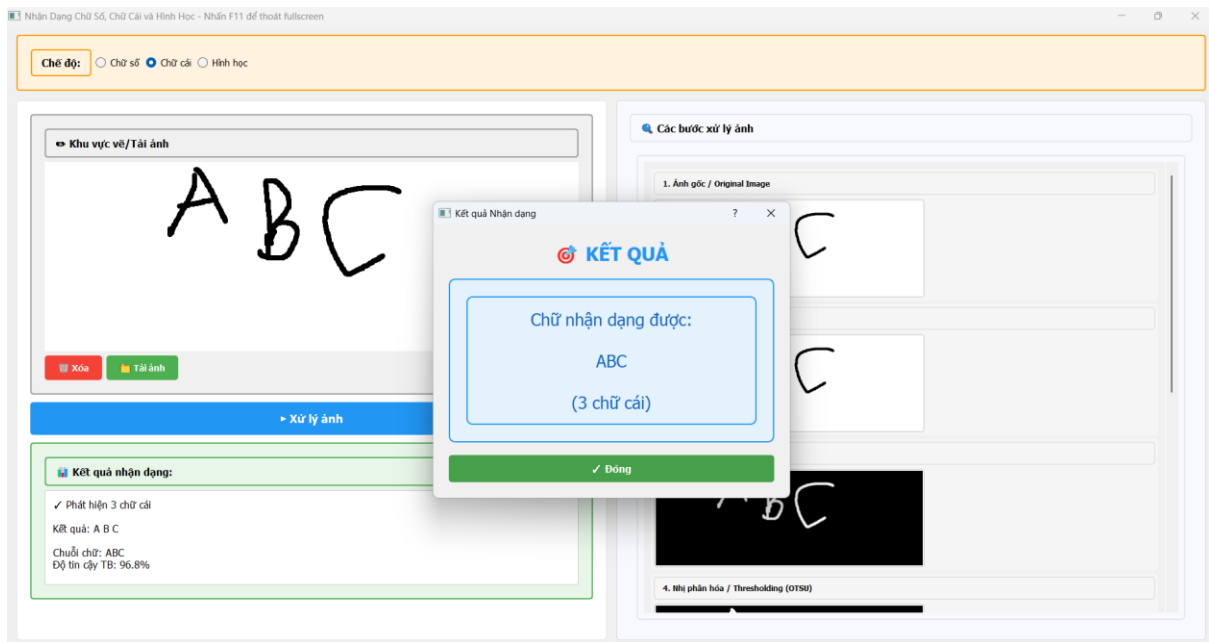 Nhận Dạng Chữ Số, Chữ Cái và Hình Học - Nhấn F11 để thoát fullscreen
Chế độ: Chữ số Chữ cái Hình học
Khu vực vẽ/Tải ảnh
A B C
Xóa
Tải ảnh
▸ Xử lý ảnh
Kết quả nhận dạng:
✓ Phát hiện 3 chữ cái
Kết quả: A B C
Chuỗi chữ: ABC
Độ tin cậy TB: 96.8%
Kết quả Nhận dạng
KẾT QUẢ
Chữ nhận dạng được:
ABC
(3 chữ cái)
✓ Đóng
Các bước xử lý ảnh
1. Ảnh gốc / Original Image
C
C
B C
4. Nhị phân hóa / Thresholding (OTSU)